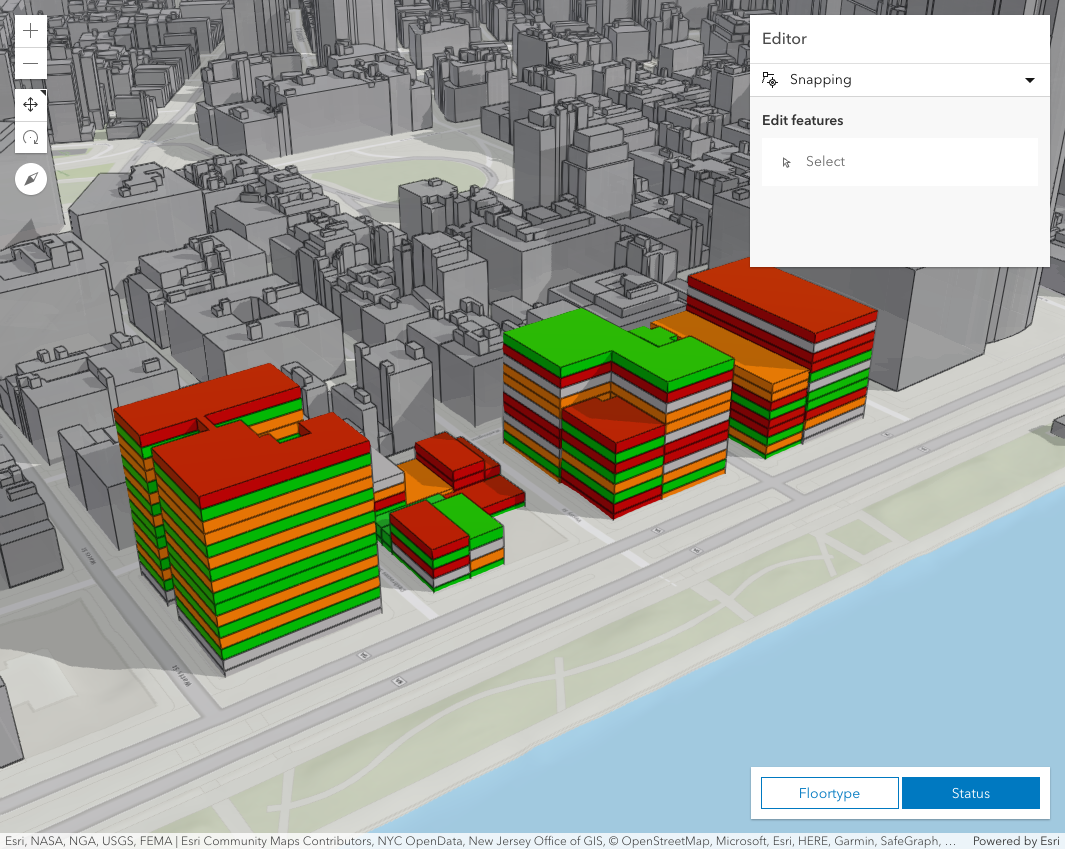 Editor
Snapping
Edit features
Select
Floortype
Status
Esri, NASA, NGA, USGS, FEMA | Esri Community Maps Contributors, NYC OpenData, New Jersey Office of GIS, © OpenStreetMap, Microsoft, Esri, HERE, Garmin, SafeGraph, …
Powered by Esri